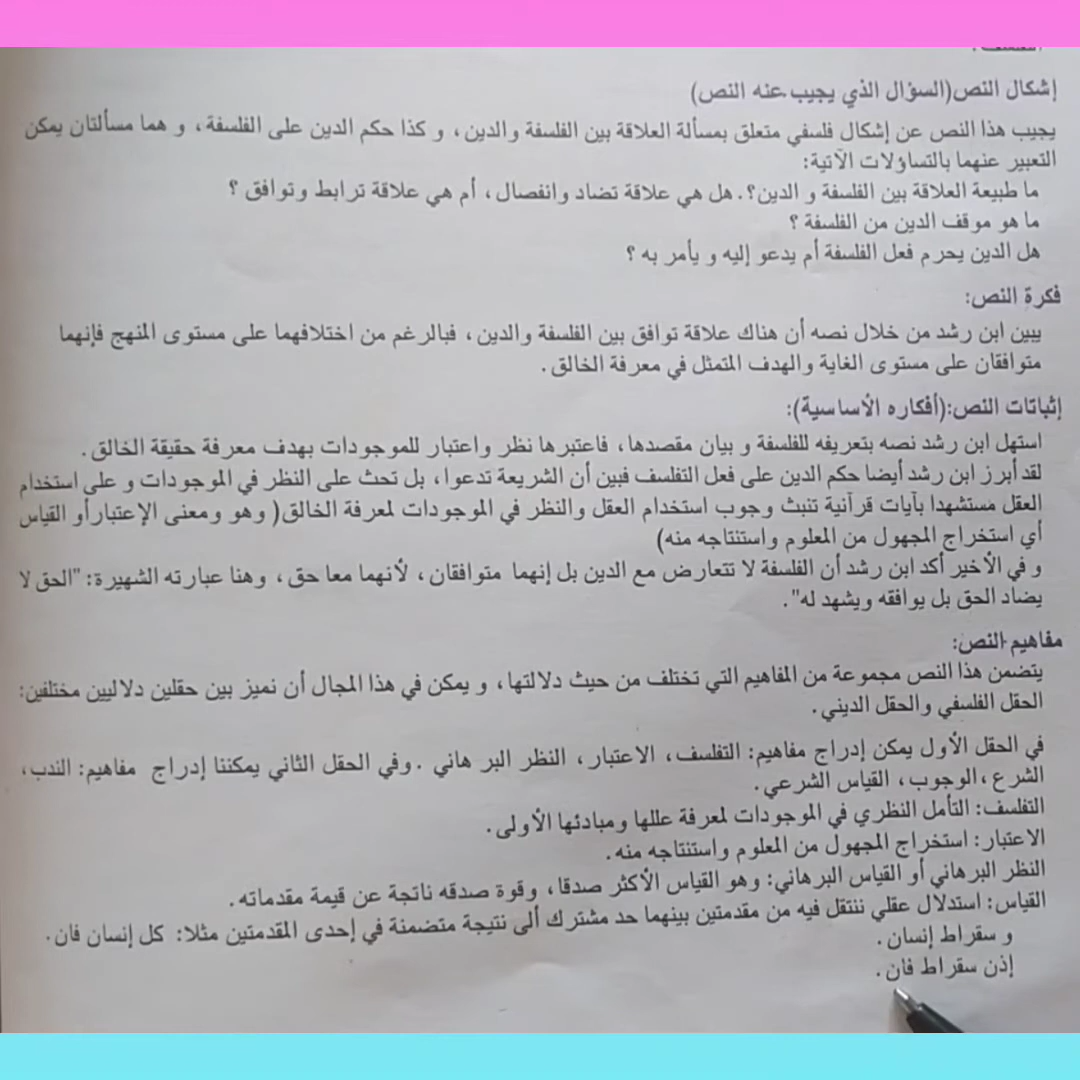 إشكال النص(السؤال الذي يجيب عنه النص)
يجيب هذا النص عن إشكال فلسفي متعلق بمسألة العلاقة بين الفلسفة والدين، و كذا حكم الدين على الفلسفة، و هما مسألتان يمكن
التعبير عنهما بالتساؤلات الآتية:
ما طبيعة العلاقة بين الفلسفة و الدين؟. هل هي علاقة تضاد وانفصال، أم هي علاقة ترابط وتوافق ؟
ما هو موقف الدين من الفلسفة ؟
هل الدين يحرم فعل الفلسفة أم يدعو إليه و يأمر به ؟
فكرة النص:
يبين ابن رشد من خلال نصه أن هناك علاقة توافق بين الفلسفة والدين، فبالرغم من اختلافهما على مستوى المنهج فإنهما
متوافقان على مستوى الغاية والهدف المتمثل في معرفة الخالق.
إثباتات النص:(أفكاره الأساسية):
استهل ابن رشد نصه بتعريفه للفلسفة و بيان مقصدها، فاعتبرها نظر واعتبار للموجودات بهدف معرفة حقيقة الخالق.
لقد أبرز ابن رشد أيضا حكم الدين على فعل التفلسف فبين أن الشريعة تدعوا، بل تحث على النظر في الموجودات و على استخدام
العقل مستشهدا بآيات قرآنية تنبث وجوب استخدام العقل والنظر في الموجودات لمعرفة الخالق( وهو ومعنى الإعتبارأو القياس
أي استخراج المجهول من المعلوم واستنتاجه منه)
و في الأخير أكد ابن رشد أن الفلسفة لا تتعارض مع الدين بل إنهما متوافقان، لأنهما معا حق، وهنا عبارته الشهيرة: "الحق لا
يضاد الحق بل يوافقه ويشهد له".
مفاهيم النص:
يتضمن هذا النص مجموعة من المفاهيم التي تختلف من حيث دلالتها، و يمكن في هذا المجال أن نميز بين حقلين دلاليين مختلفين:
الحقل الفلسفي والحقل الديني.
في الحقل الأول يمكن إدراج مفاهيم: التفلسف، الاعتبار، النظر البر هاني .وفي الحقل الثاني يمكننا إدراج مفاهيم: الندب،
الشرع ،الوجوب، القياس الشرعي.
التفلسف: التأمل النظري في الموجودات لمعرفة عللها ومبادئها الأولى.
الاعتبار: استخراج المجهول من المعلوم واستنتاجه منه.
النظر البرهاني أو القياس البرهاني: وهو القياس الأكثر صدقا، وقوة صدقه ناتجة عن قيمة مقدماته.
القياس: استدلال عقلي ننتقل فيه من مقدمتين بينهما حد مشترك ألى نتيجة متضمنة في إحدى المقدمتين مثلا: كل إنسان فان.
و سقراط إنسان.
إذن سقراط فان.